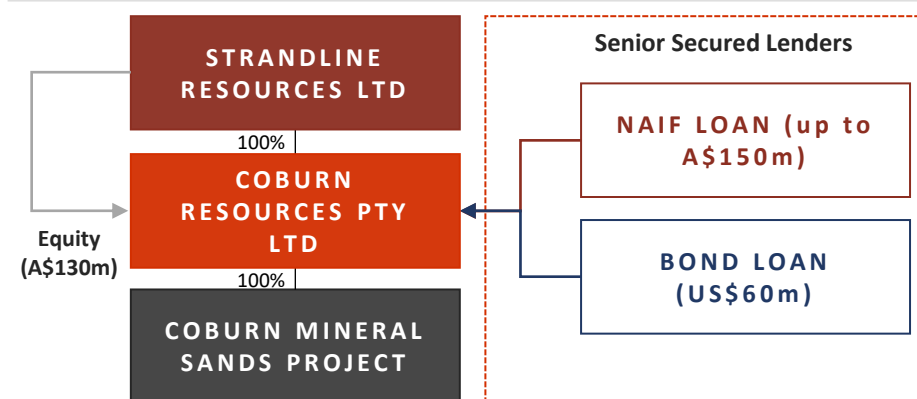 STRANDLINE
RESOURCES LTD
100%
COBURN
RESOURCES PTY
LTD
Equity
(A$130m)
100%
COBURN MINERAL
SANDS PROJECT
Senior Secured Lenders
NAIF LOAN (up to
A$150m)
BOND LOAN
(US$60m)